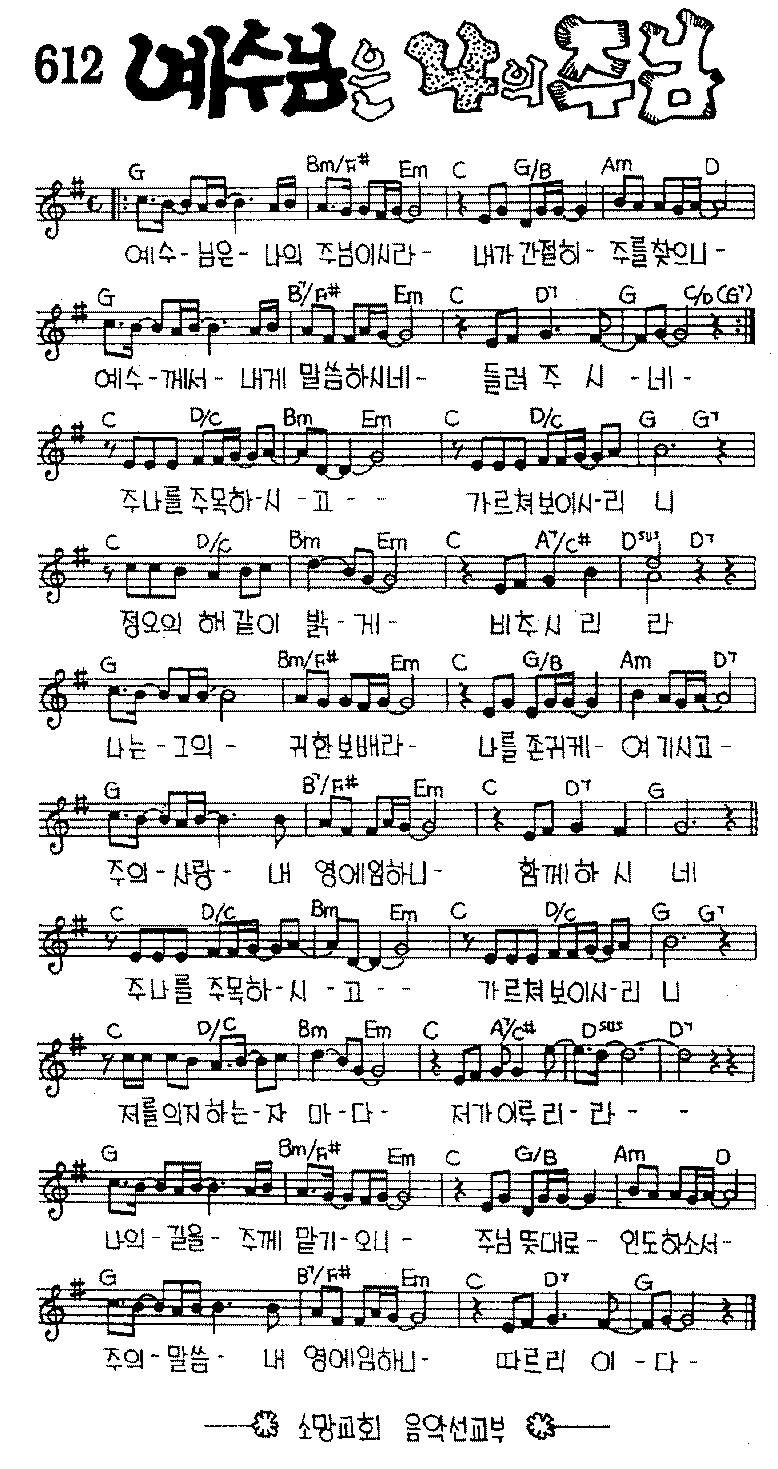 612 예수님은 나의 주님
G Bm/F# Em C G/B Am D
예수-님은- 나의 주님이시라- 내가 간절히- 주를찾으니-
G B7/F# Em C D7 G C/D (G7)
예수-께서- 내게 말씀하시네- 들려 주 시 -네-
C D/C Bm Em C D/C G G7
주나를 주목하-시 -고- - 가르쳐보이시-리 니
C D/C Bm Em C A7/C# Dsus D7
정오의 해 같이 밝-게- 비추시 리 라
G Bm/F# Em C G/B Am D7
나는-그의- 귀한보배라- 나를존귀케- 여기시고-
G B7/F# Em C D7 G
주의-사랑- 내 영에임하니- 함께하 시 네
C D/C Bm Em C D/C G G7
주나를 주목하-시 -고- - 가르쳐보이시-리 니
C D/C Bm Em C A7/C# Dsus D7
저를의지하는-자 마-다- 저가이루리-라- -
G Bm/F# Em C G/B Am D
나의-길을- 주께 맡기-오니- 주님 뜻대로- 인도하소서-
G B7/F# Em C D7 G
주의-말씀- 내 영에임하니- 따르리 이-다-
소망교회 음악선교부